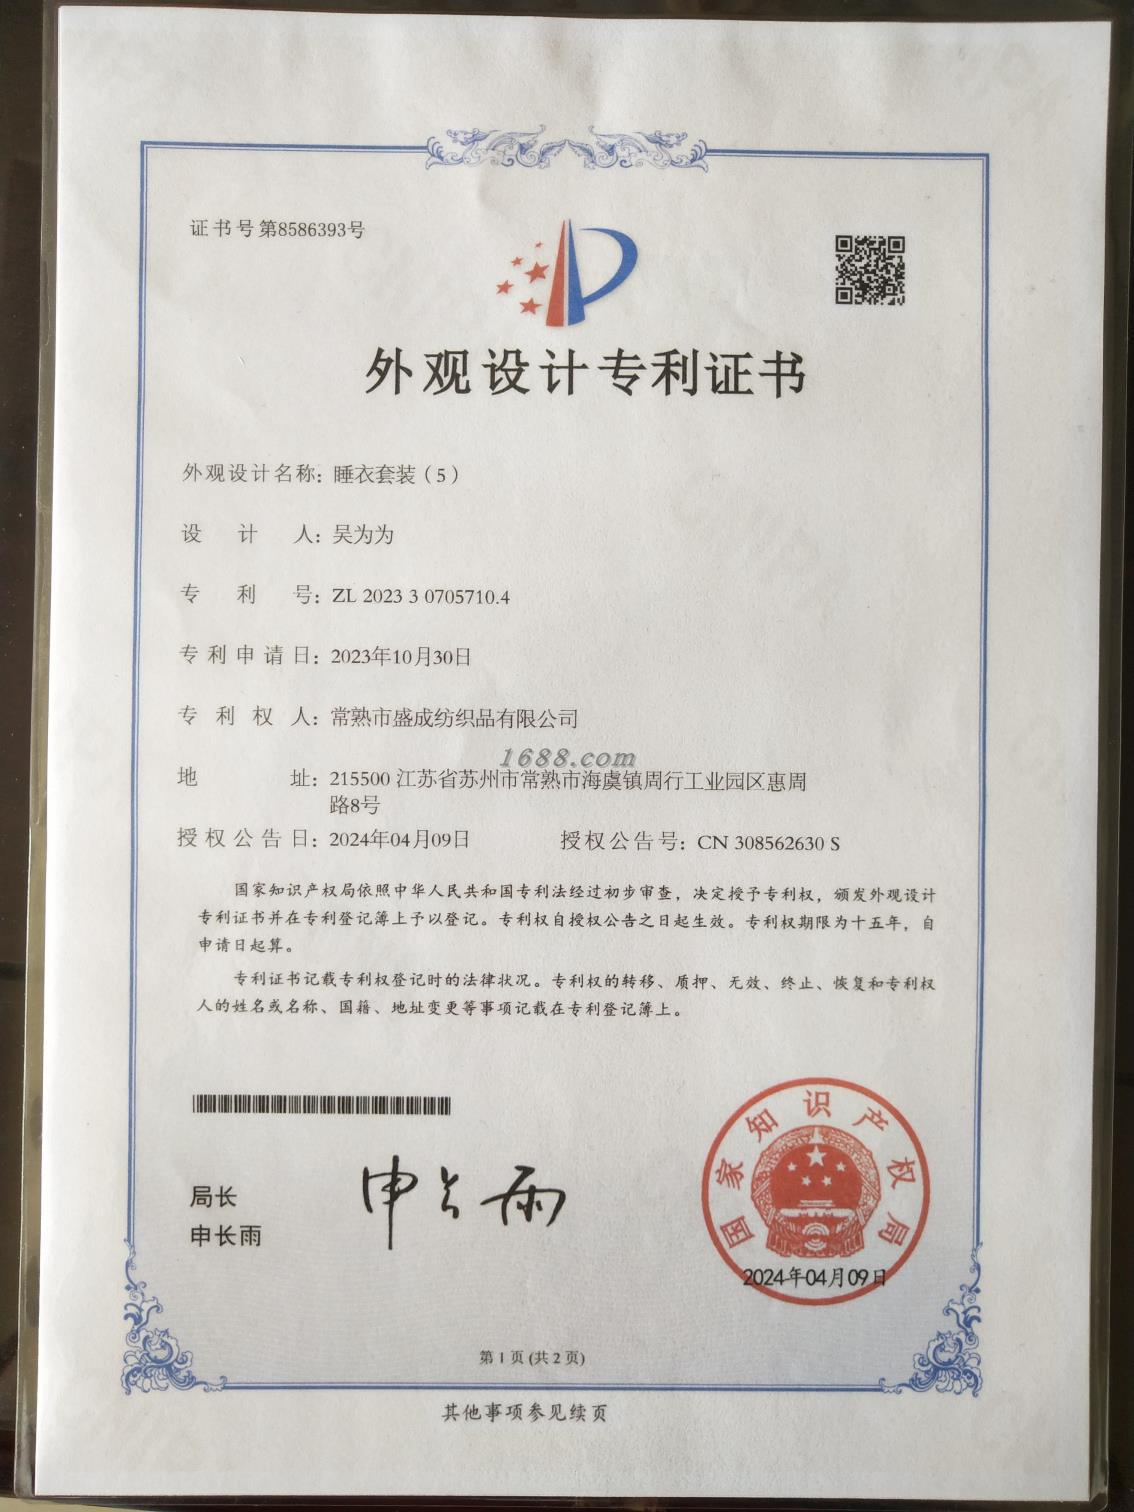 证书号第8586393号
外观设计专利证书
外观设计名称：睡衣套装（5）
设计人：吴为为
专利号：ZL 2023 3 0705710.4
专利申请日：2023年10月30日
专利权人：常熟市盛成纺织品有限公司
1688.com
地址：215500 江苏省苏州市常熟市海虞镇周行工业园区惠周
路8号
授权公告日：2024年04月09日 授权公告号：CN 308562630 S
国家知识产权局依照中华人民共和国专利法经过初步审查，决定授予专利权，颁发外观设计
专利证书并在专利登记簿上予以登记。专利权自授权公告之日起生效。专利权期限为十五年，自
申请日起算。
专利证书记载专利权登记时的法律状况。专利权的转移、质押、无效、终止、恢复和专利权
人的姓名或名称、国籍、地址变更等事项记载在专利登记簿上。
局长
申长雨
申长雨
国家知识产权局
2024年04月09日
第 1 页 (共 2 页)
其他事项参见续页